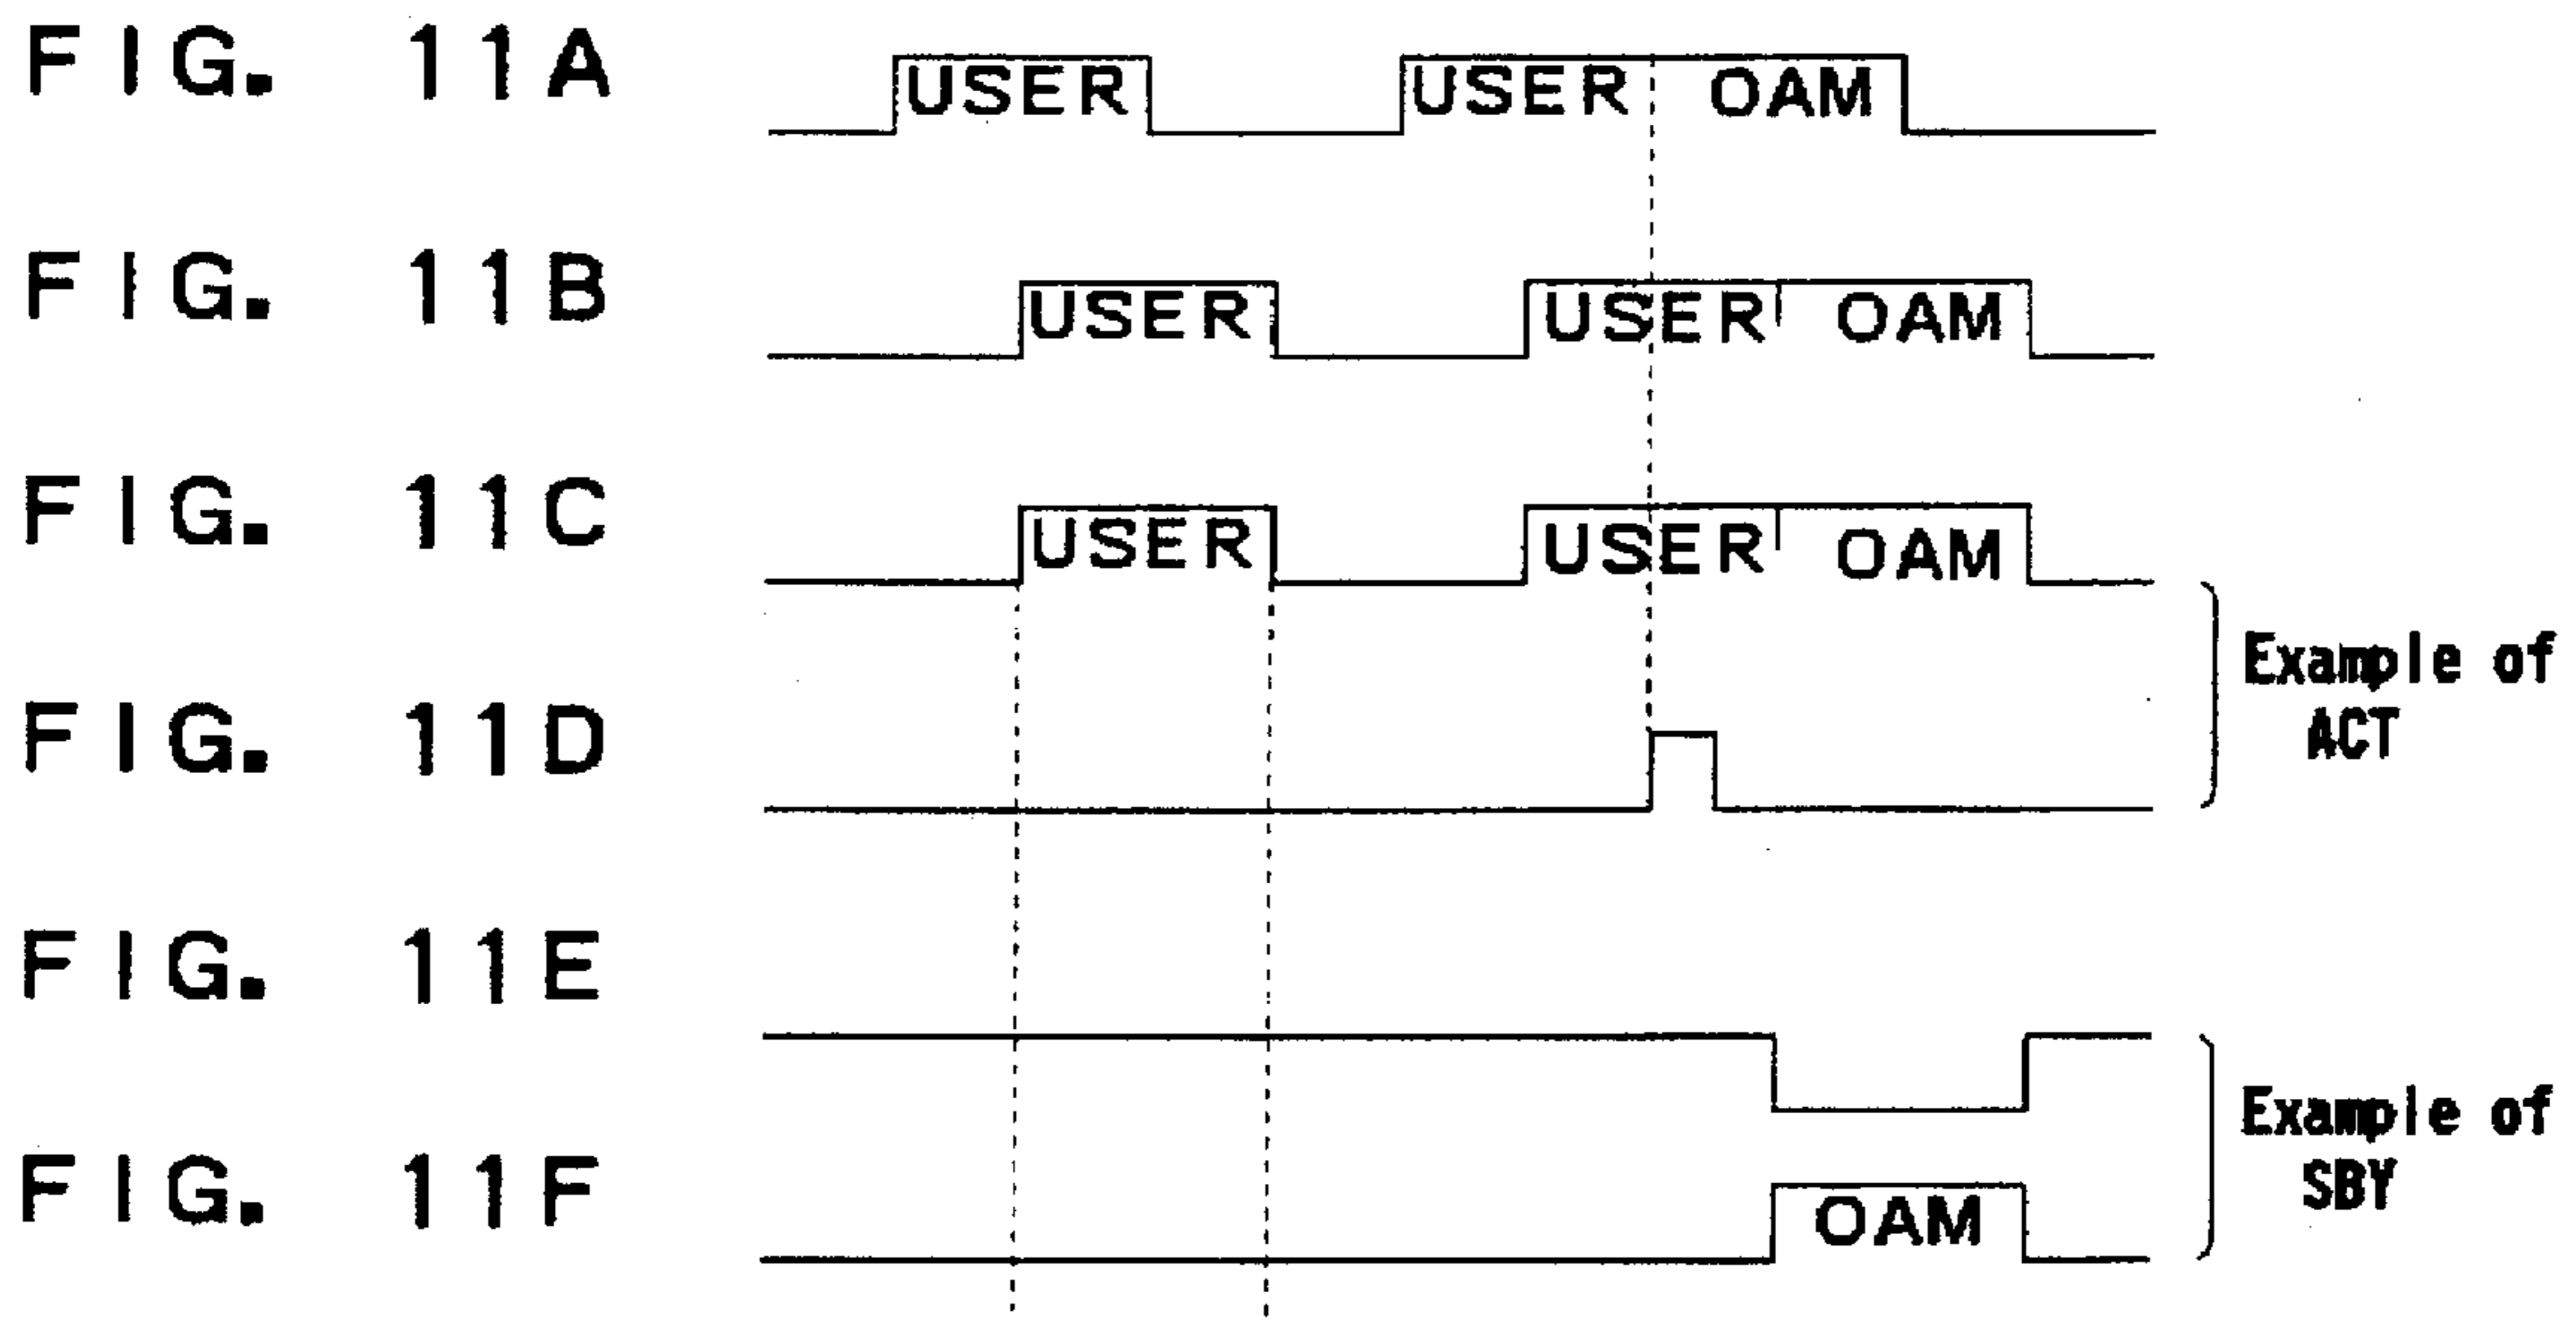 FIG. 11A USER USER OAM
FIG. 11B USER USER OAM
FIG. 11C USER USER OAM
Example of
ACT
FIG. 11D
FIG. 11E
Example of
SBY
FIG. 11F OAM